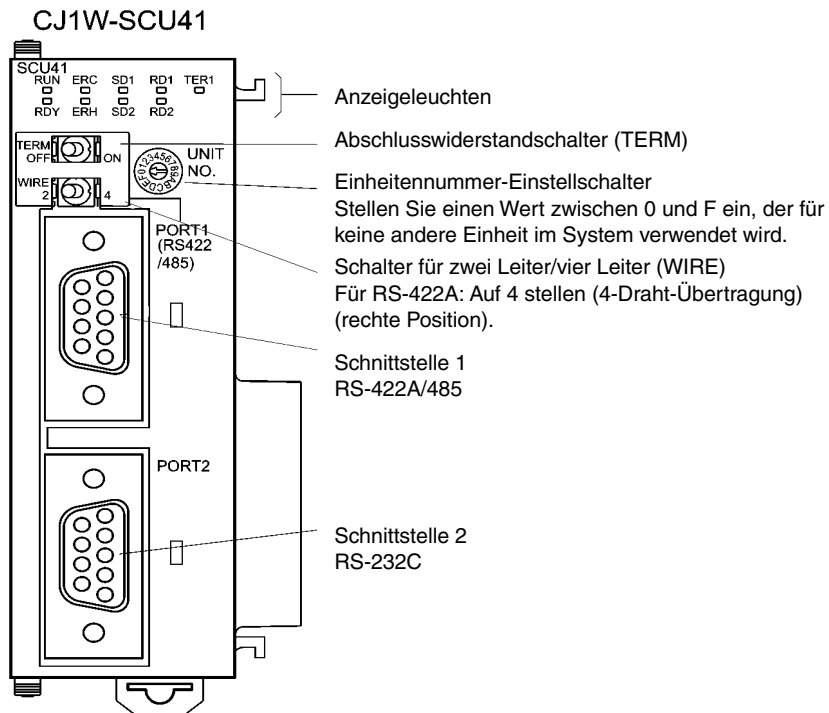 CJ1W-SCU41
SCU41
RUN ERC SD1 RD1 TER1
RDY ERH SD2 RD2
TERM
OFF ON
WIRE
2 4
0123456789ABCDEF
UNIT
NO.
PORT1
(RS422
/485)
PORT2
Anzeigeleuchten
Abschlusswiderstandschalter (TERM)
Einheitennummer-Einstellschalter
Stellen Sie einen Wert zwischen 0 und F ein, der für
keine andere Einheit im System verwendet wird.
Schalter für zwei Leiter/vier Leiter (WIRE)
Für RS-422A: Auf 4 stellen (4-Draht-Übertragung)
(rechte Position).
Schnittstelle 1
RS-422A/485
Schnittstelle 2
RS-232C